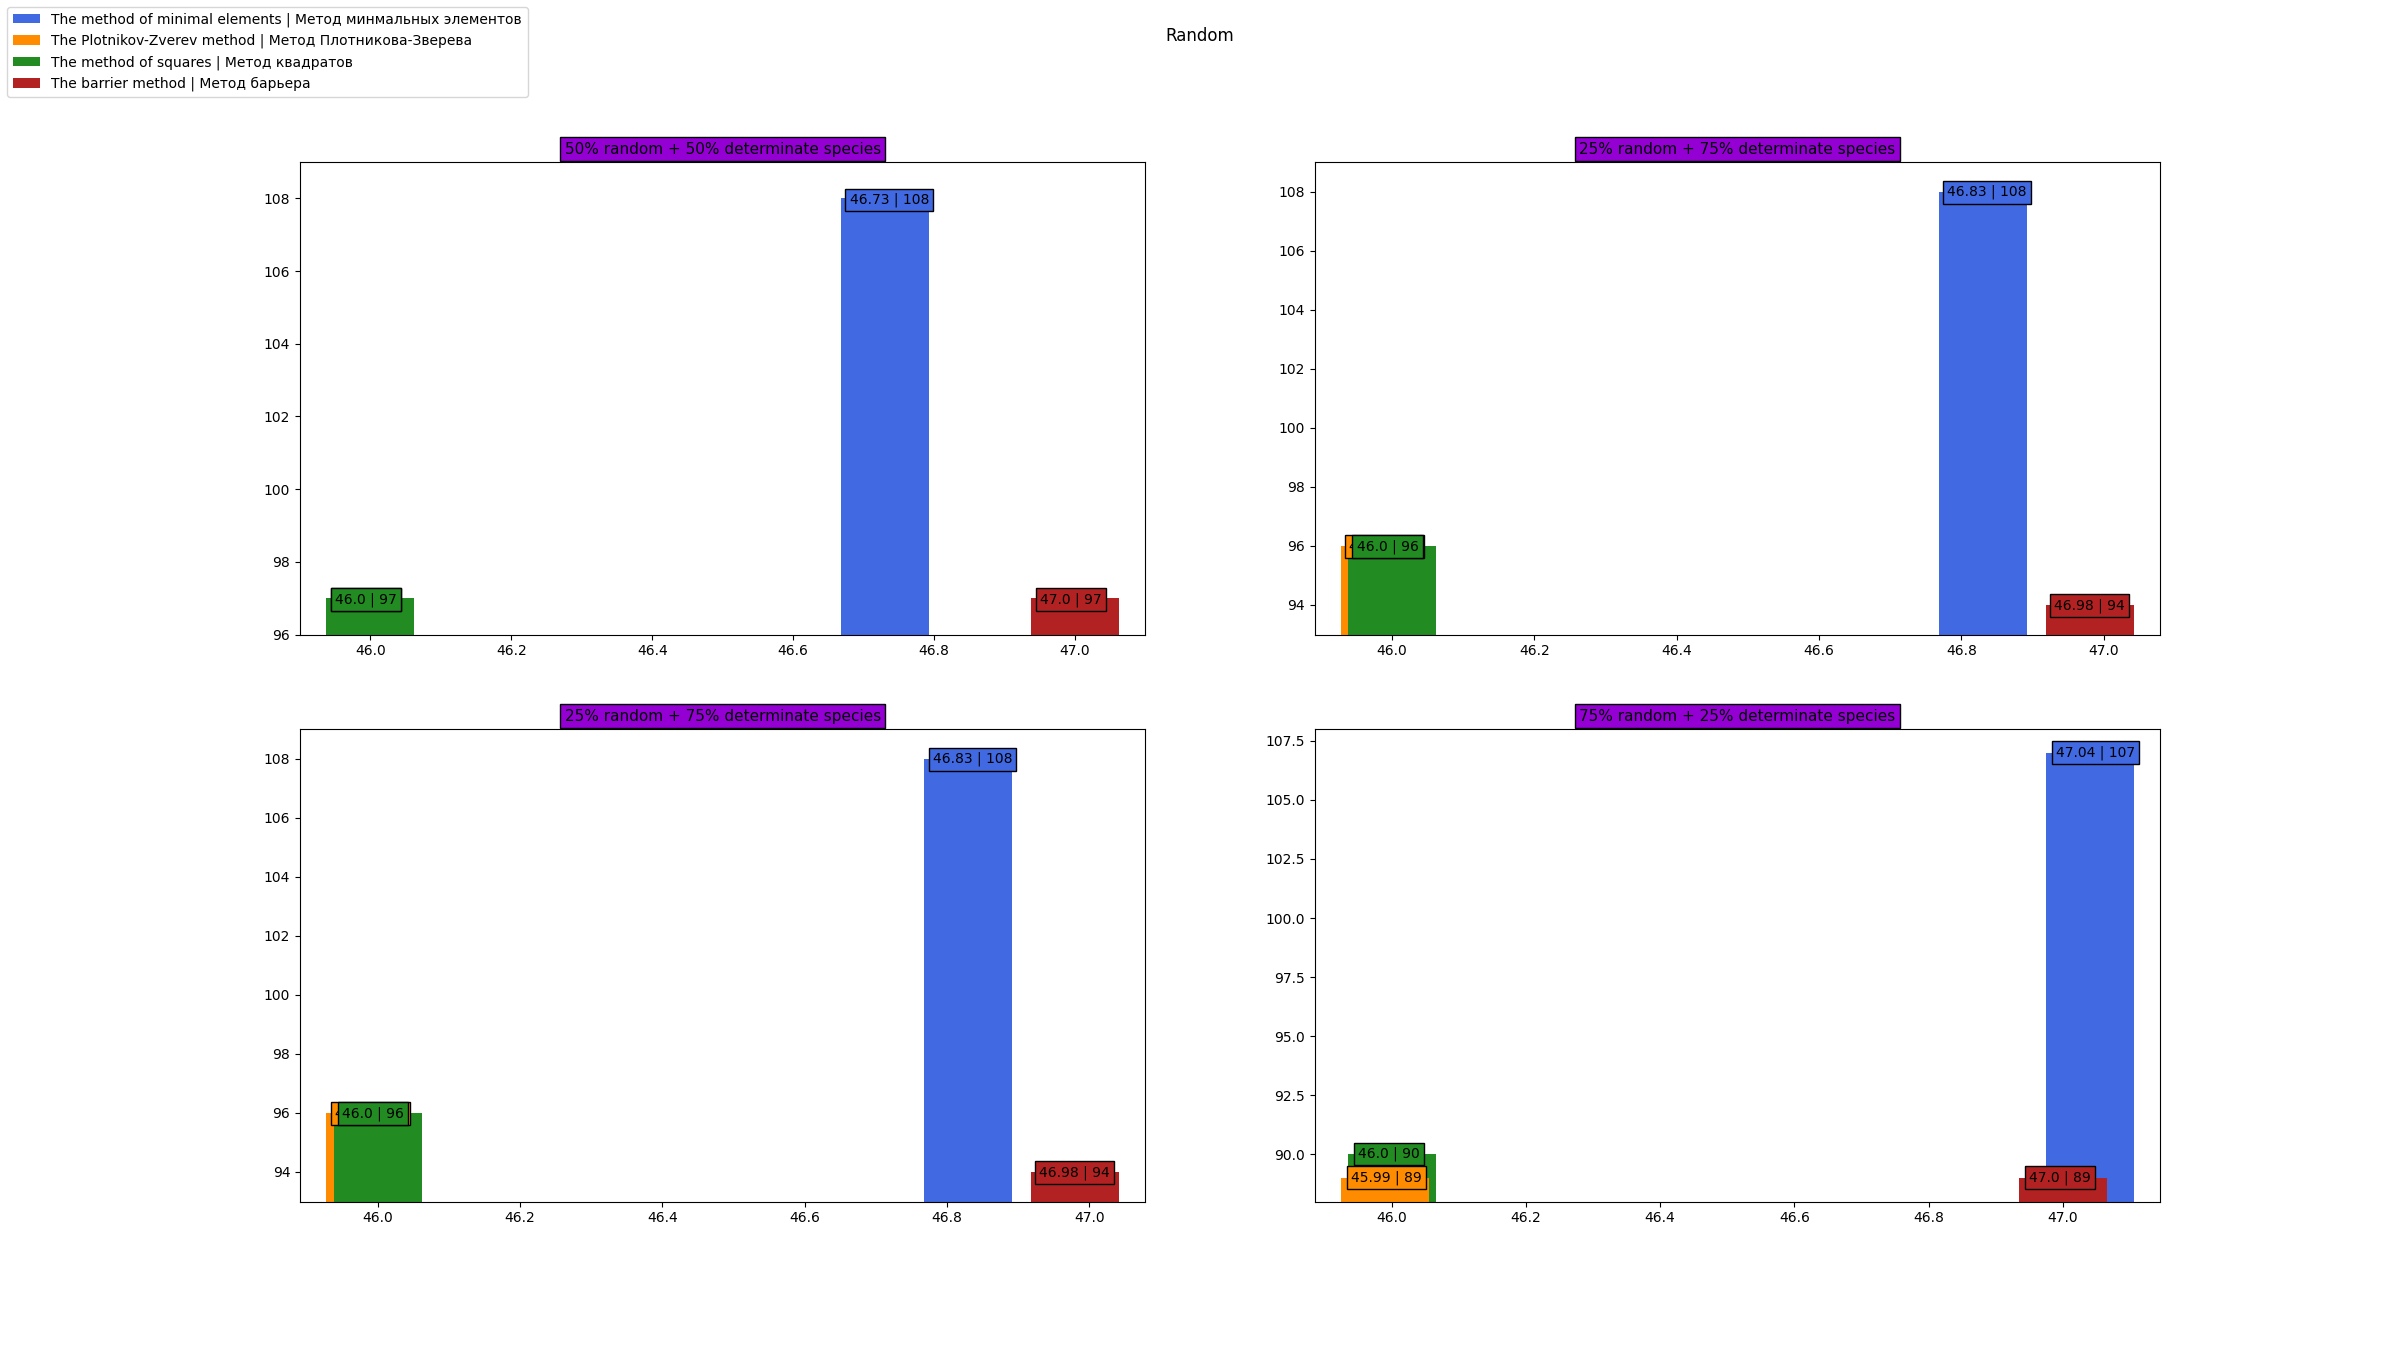 The method of minimal elements | Метод минмальных элементов
The Plotnikov-Zverev method | Метод Плотникова-Зверева
The method of squares | Метод квадратов
The barrier method | Метод барьера
Random
50% random + 50% determinate species
108
106
104
102
100
98
96
46.73 | 108
46.0 | 97
47.0 | 97
46.0 46.2 46.4 46.6 46.8 47.0
25% random + 75% determinate species
108
106
104
102
100
98
96
94
46.83 | 108
46.0 | 96
46.98 | 94
46.0 46.2 46.4 46.6 46.8 47.0
25% random + 75% determinate species
108
106
104
102
100
98
96
94
46.83 | 108
46.0 | 96
46.98 | 94
46.0 46.2 46.4 46.6 46.8 47.0
75% random + 25% determinate species
107.5
105.0
102.5
100.0
97.5
95.0
92.5
90.0
47.04 | 107
46.0 | 90
45.99 | 89
47.0 | 89
46.0 46.2 46.4 46.6 46.8 47.0